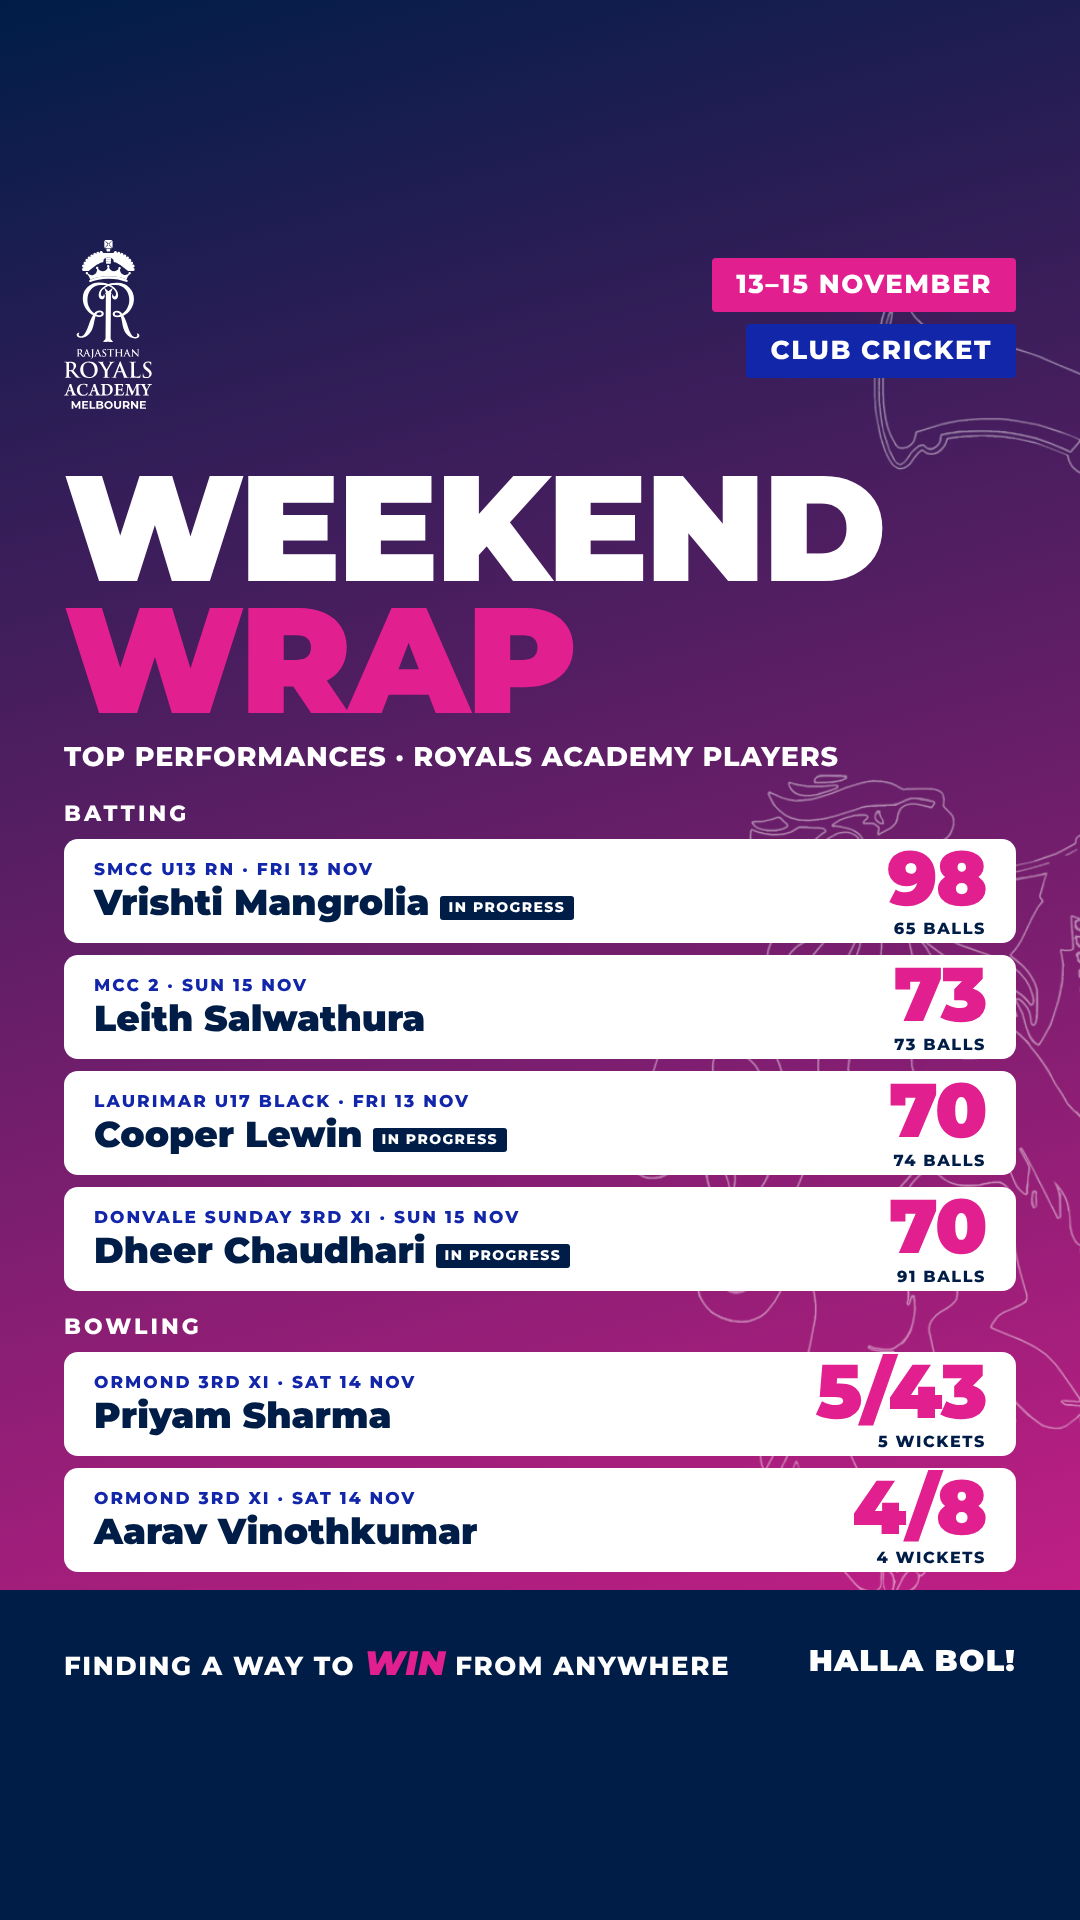 RAJASTHAN
ROYALS
ACADEMY
MELBOURNE
13–15 NOVEMBER
CLUB CRICKET
WEEKEND
WRAP
TOP PERFORMANCES · ROYALS ACADEMY PLAYERS
BATTING
SMCC U13 RN · FRI 13 NOV
Vrishti Mangrolia IN PROGRESS
98
65 BALLS
MCC 2 · SUN 15 NOV
Leith Salwathura
73
73 BALLS
LAURIMAR U17 BLACK · FRI 13 NOV
Cooper Lewin IN PROGRESS
70
74 BALLS
DONVALE SUNDAY 3RD XI · SUN 15 NOV
Dheer Chaudhari IN PROGRESS
70
91 BALLS
BOWLING
ORMOND 3RD XI · SAT 14 NOV
Priyam Sharma
5/43
5 WICKETS
ORMOND 3RD XI · SAT 14 NOV
Aarav Vinothkumar
4/8
4 WICKETS
FINDING A WAY TO WIN FROM ANYWHERE
HALLA BOL!